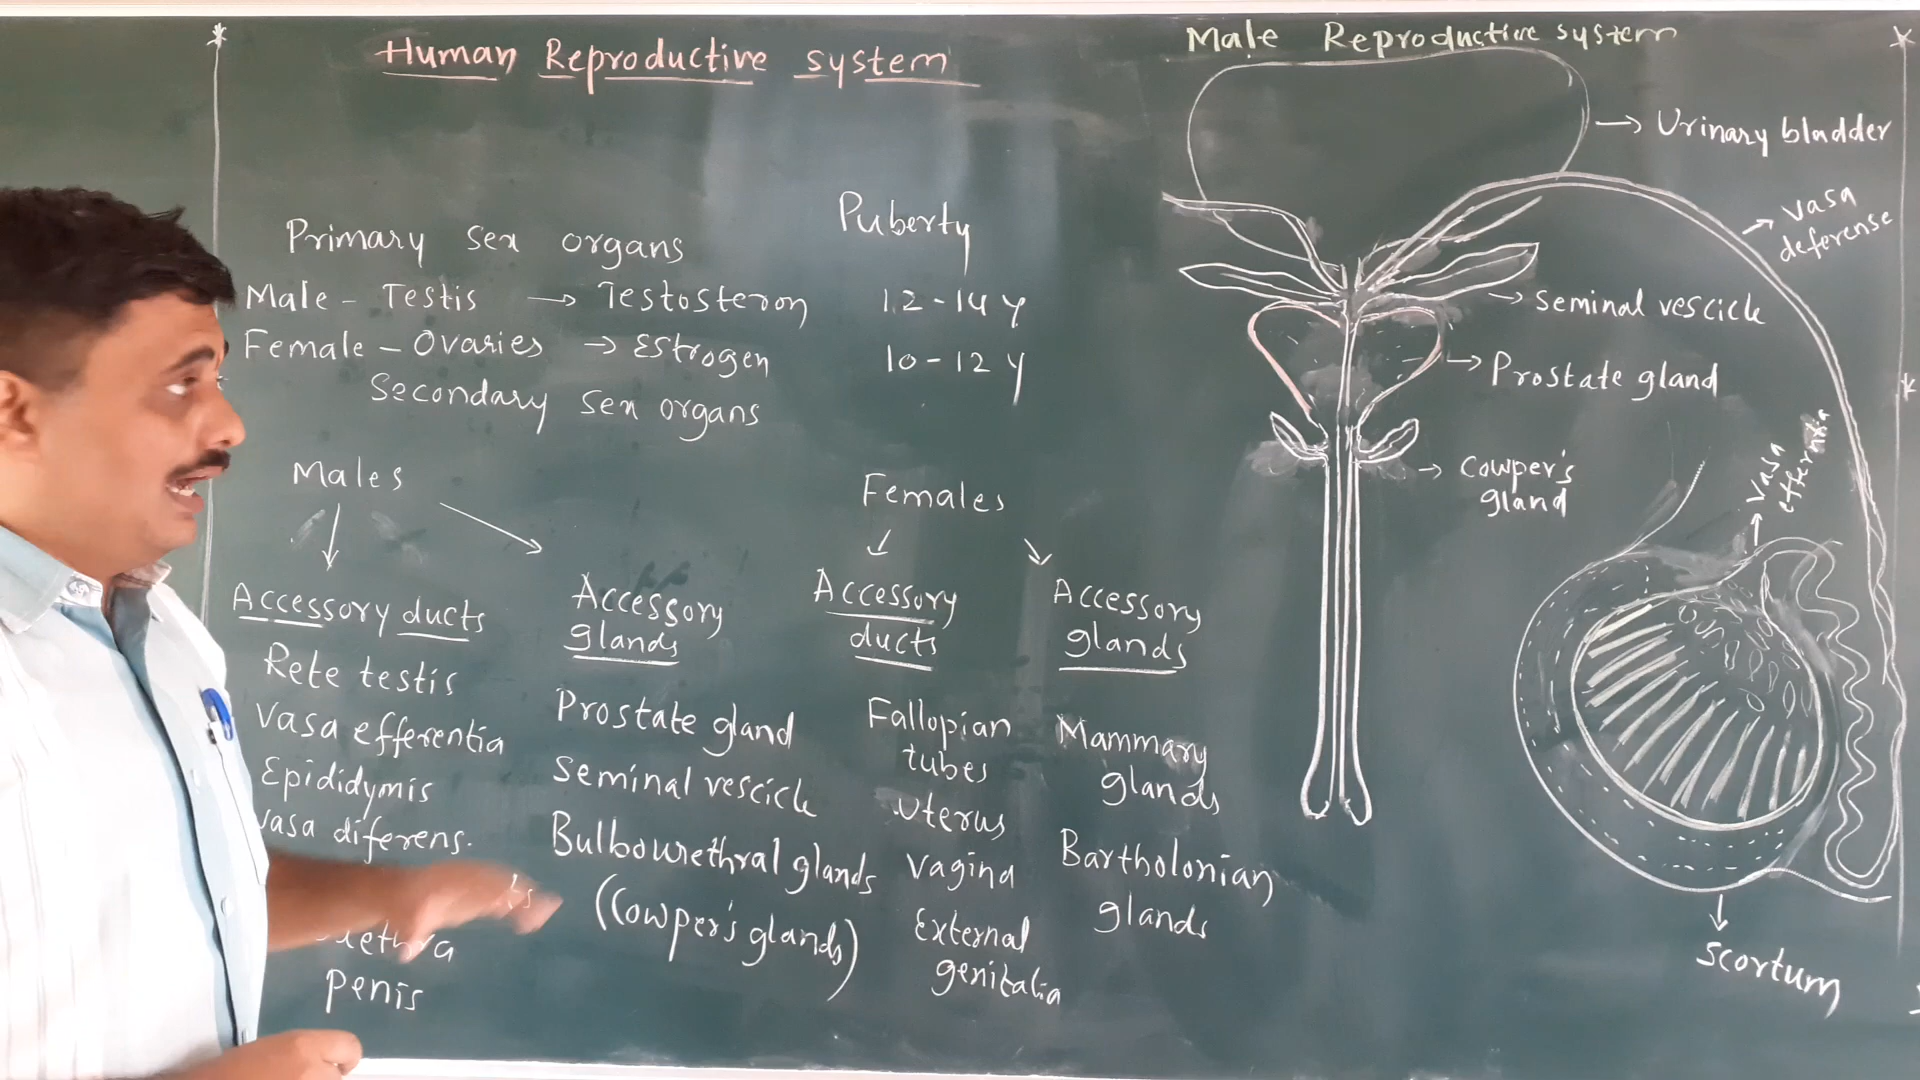 Human Reproductive system
Primary sex organs
Puberty
Male - Testis → Testosteron 12-14 y
Female - Ovaries → Estrogen 10-12 y
Secondary sex organs
Males
Accessory ducts
Rete testis
Vasa efferentia
Epididymis
Vasa diferens.
penis
Accessory
glands
Prostate gland
Seminal vescicle
Bulbourethral glands
(Cowper's glands)
Females
Accessory
ducts
Fallopian
tubes
Uterus
Vagina
External
genitalia
Accessory
glands
Mammary
glands
Bartholonian
glands
Male Reproductive system
→ Urinary bladder
→ vasa
deferense
→ Seminal vescicle
→ Prostate gland
→ Cowper's
gland
→ vasa
efferntia
→ Scortum